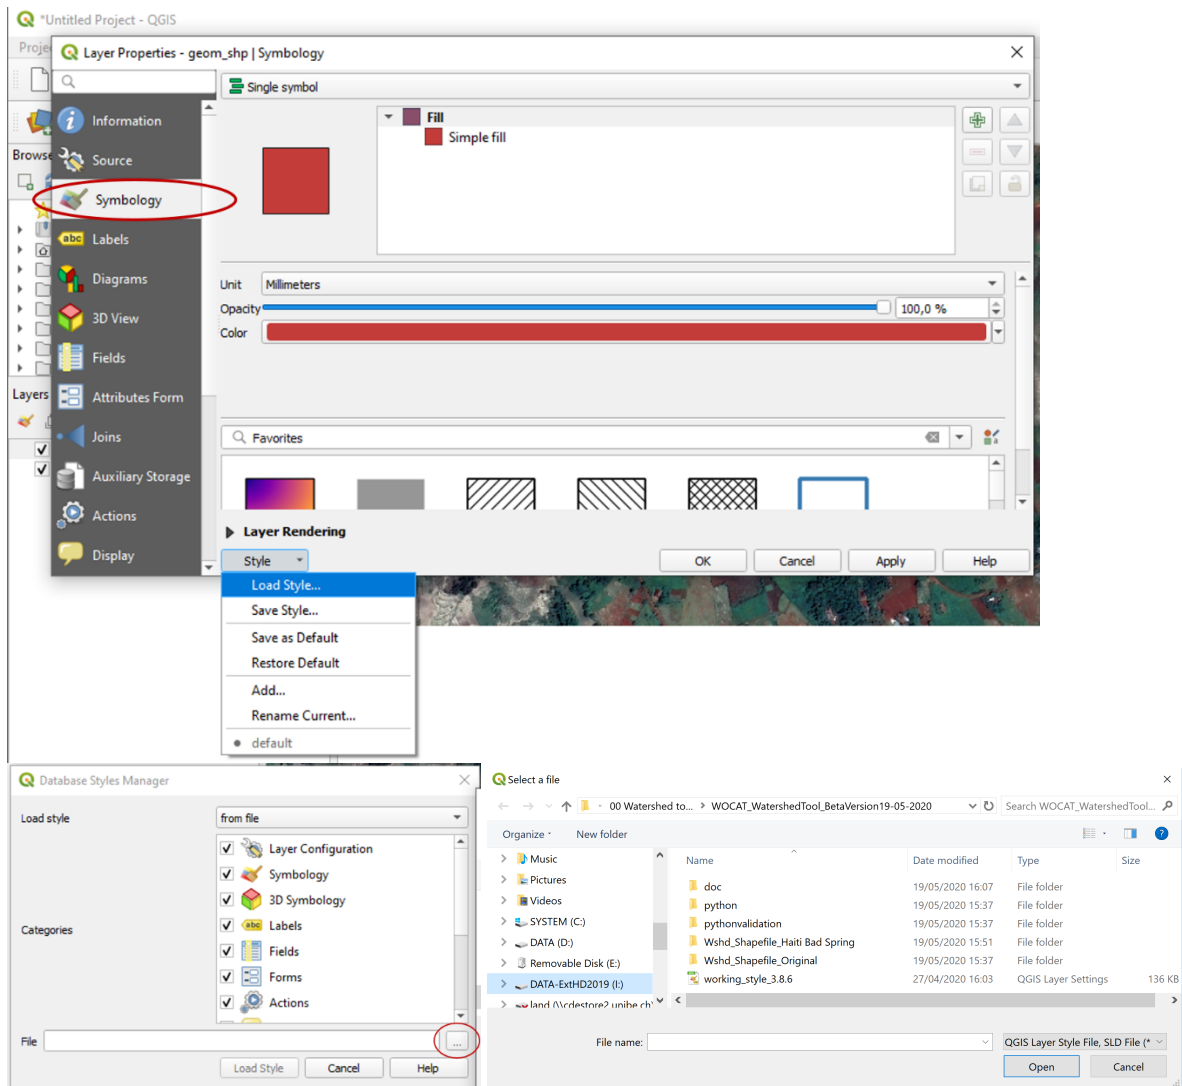 *Untitled Project - QGIS
Proje
Layer Properties - geom_shp | Symbology
Single symbol
Information
Source
Symbology
Labels
Diagrams
3D View
Fields
Attributes Form
Joins
Auxiliary Storage
Actions
Display
abc
Browse
Layers
Fill
Simple fill
Unit Millimeters
Opacity 100,0 %
Color
Favorites
Layer Rendering
Style OK Cancel Apply Help
Load Style...
Save Style...
Save as Default
Restore Default
Add...
Rename Current...
default
Database Styles Manager
Load style from file
Categories
Layer Configuration
Symbology
3D Symbology
abc Labels
Fields
Forms
Actions
File ...
Load Style Cancel Help
Select a file
00 Watershed to... > WOCAT_WatershedTool_BetaVersion19-05-2020 Search WOCAT_WatershedTool...
Organize New folder
Music
Pictures
Videos
SYSTEM (C:)
DATA (D:)
Removable Disk (E:)
DATA-ExtHD2019 (I:)
land (\\cdestore2.unibe.ch\
Name Date modified Type Size
doc 19/05/2020 16:07 File folder
python 19/05/2020 15:37 File folder
pythonvalidation 19/05/2020 15:37 File folder
Wshd_Shapefile_Haiti Bad Spring 19/05/2020 15:51 File folder
Wshd_Shapefile_Original 19/05/2020 15:37 File folder
working_style_3.8.6 27/04/2020 16:03 QGIS Layer Settings 136 KB
File name: QGIS Layer Style File, SLD File (*
Open Cancel